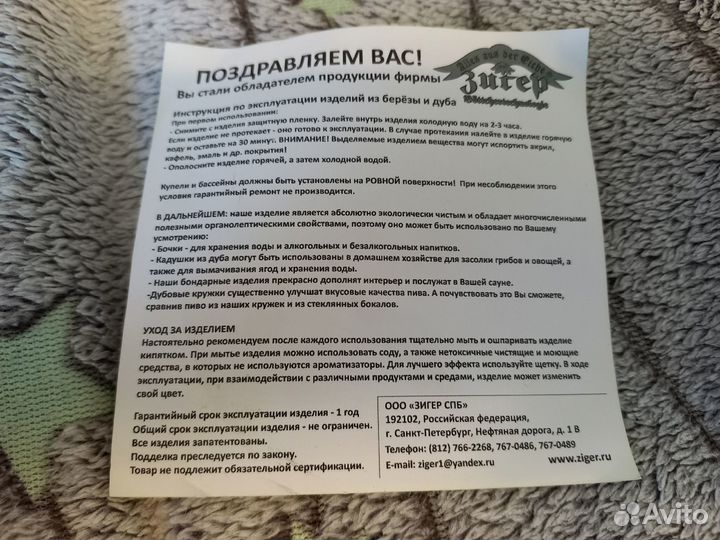 ПОЗДРАВЛЯЕМ ВАС!
Вы стали обладателем продукции фирмы
Alles aus der Eiche
Зигер
Инструкция по эксплуатации изделий из берёзы и дуба
При первом использовании:
- Снимите с изделия защитную пленку. Залейте внутрь изделия холодную воду на 2-3 часа.
Если изделие не протекает - оно готово к эксплуатации. В случае протекания налейте в изделие горячую
воду и оставьте на 30 минут. ВНИМАНИЕ! Выделяемые изделием вещества могут испортить акрил,
кафель, эмаль и др. покрытия!
- Ополосните изделие горячей, а затем холодной водой.
Купели и бассейны должны быть установлены на РОВНОЙ поверхности! При несоблюдении этого
условия гарантийный ремонт не производится.
В ДАЛЬНЕЙШЕМ: наше изделие является абсолютно экологически чистым и обладает многочисленными
полезными органолептическими свойствами, поэтому оно может быть использовано по Вашему
усмотрению:
- Бочки - для хранения воды и алкогольных и безалкогольных напитков.
- Кадушки из дуба могут быть использованы в домашнем хозяйстве для засолки грибов и овощей, а
также для вымачивания ягод и хранения воды.
- Наши бондарные изделия прекрасно дополнят интерьер и послужат в Вашей сауне.
-Дубовые кружки существенно улучшат вкусовые качества пива. А почувствовать это Вы сможете,
сравнив пиво из наших кружек и из стеклянных бокалов.
УХОД ЗА ИЗДЕЛИЕМ
Настоятельно рекомендуем после каждого использования тщательно мыть и ошпаривать изделие
кипятком. При мытье изделия можно использовать соду, а также нетоксичные чистящие и моющие
средства, в которых не используются ароматизаторы. Для лучшего эффекта используйте щетку. В ходе
эксплуатации, при взаимодействии с различными продуктами и средами, изделие может изменить
свой цвет.
Гарантийный срок эксплуатации изделия - 1 год
Общий срок эксплуатации изделия - не ограничен.
Все изделия запатентованы.
Подделка преследуется по закону.
Товар не подлежит обязательной сертификации.
ООО «ЗИГЕР СПБ»
192102, Российская федерация,
г. Санкт-Петербург, Нефтяная дорога, д. 1 В
Телефон: (812) 766-2268, 767-0486, 767-0489
E-mail: ziger1@yandex.ru
www.ziger.ru
Avito